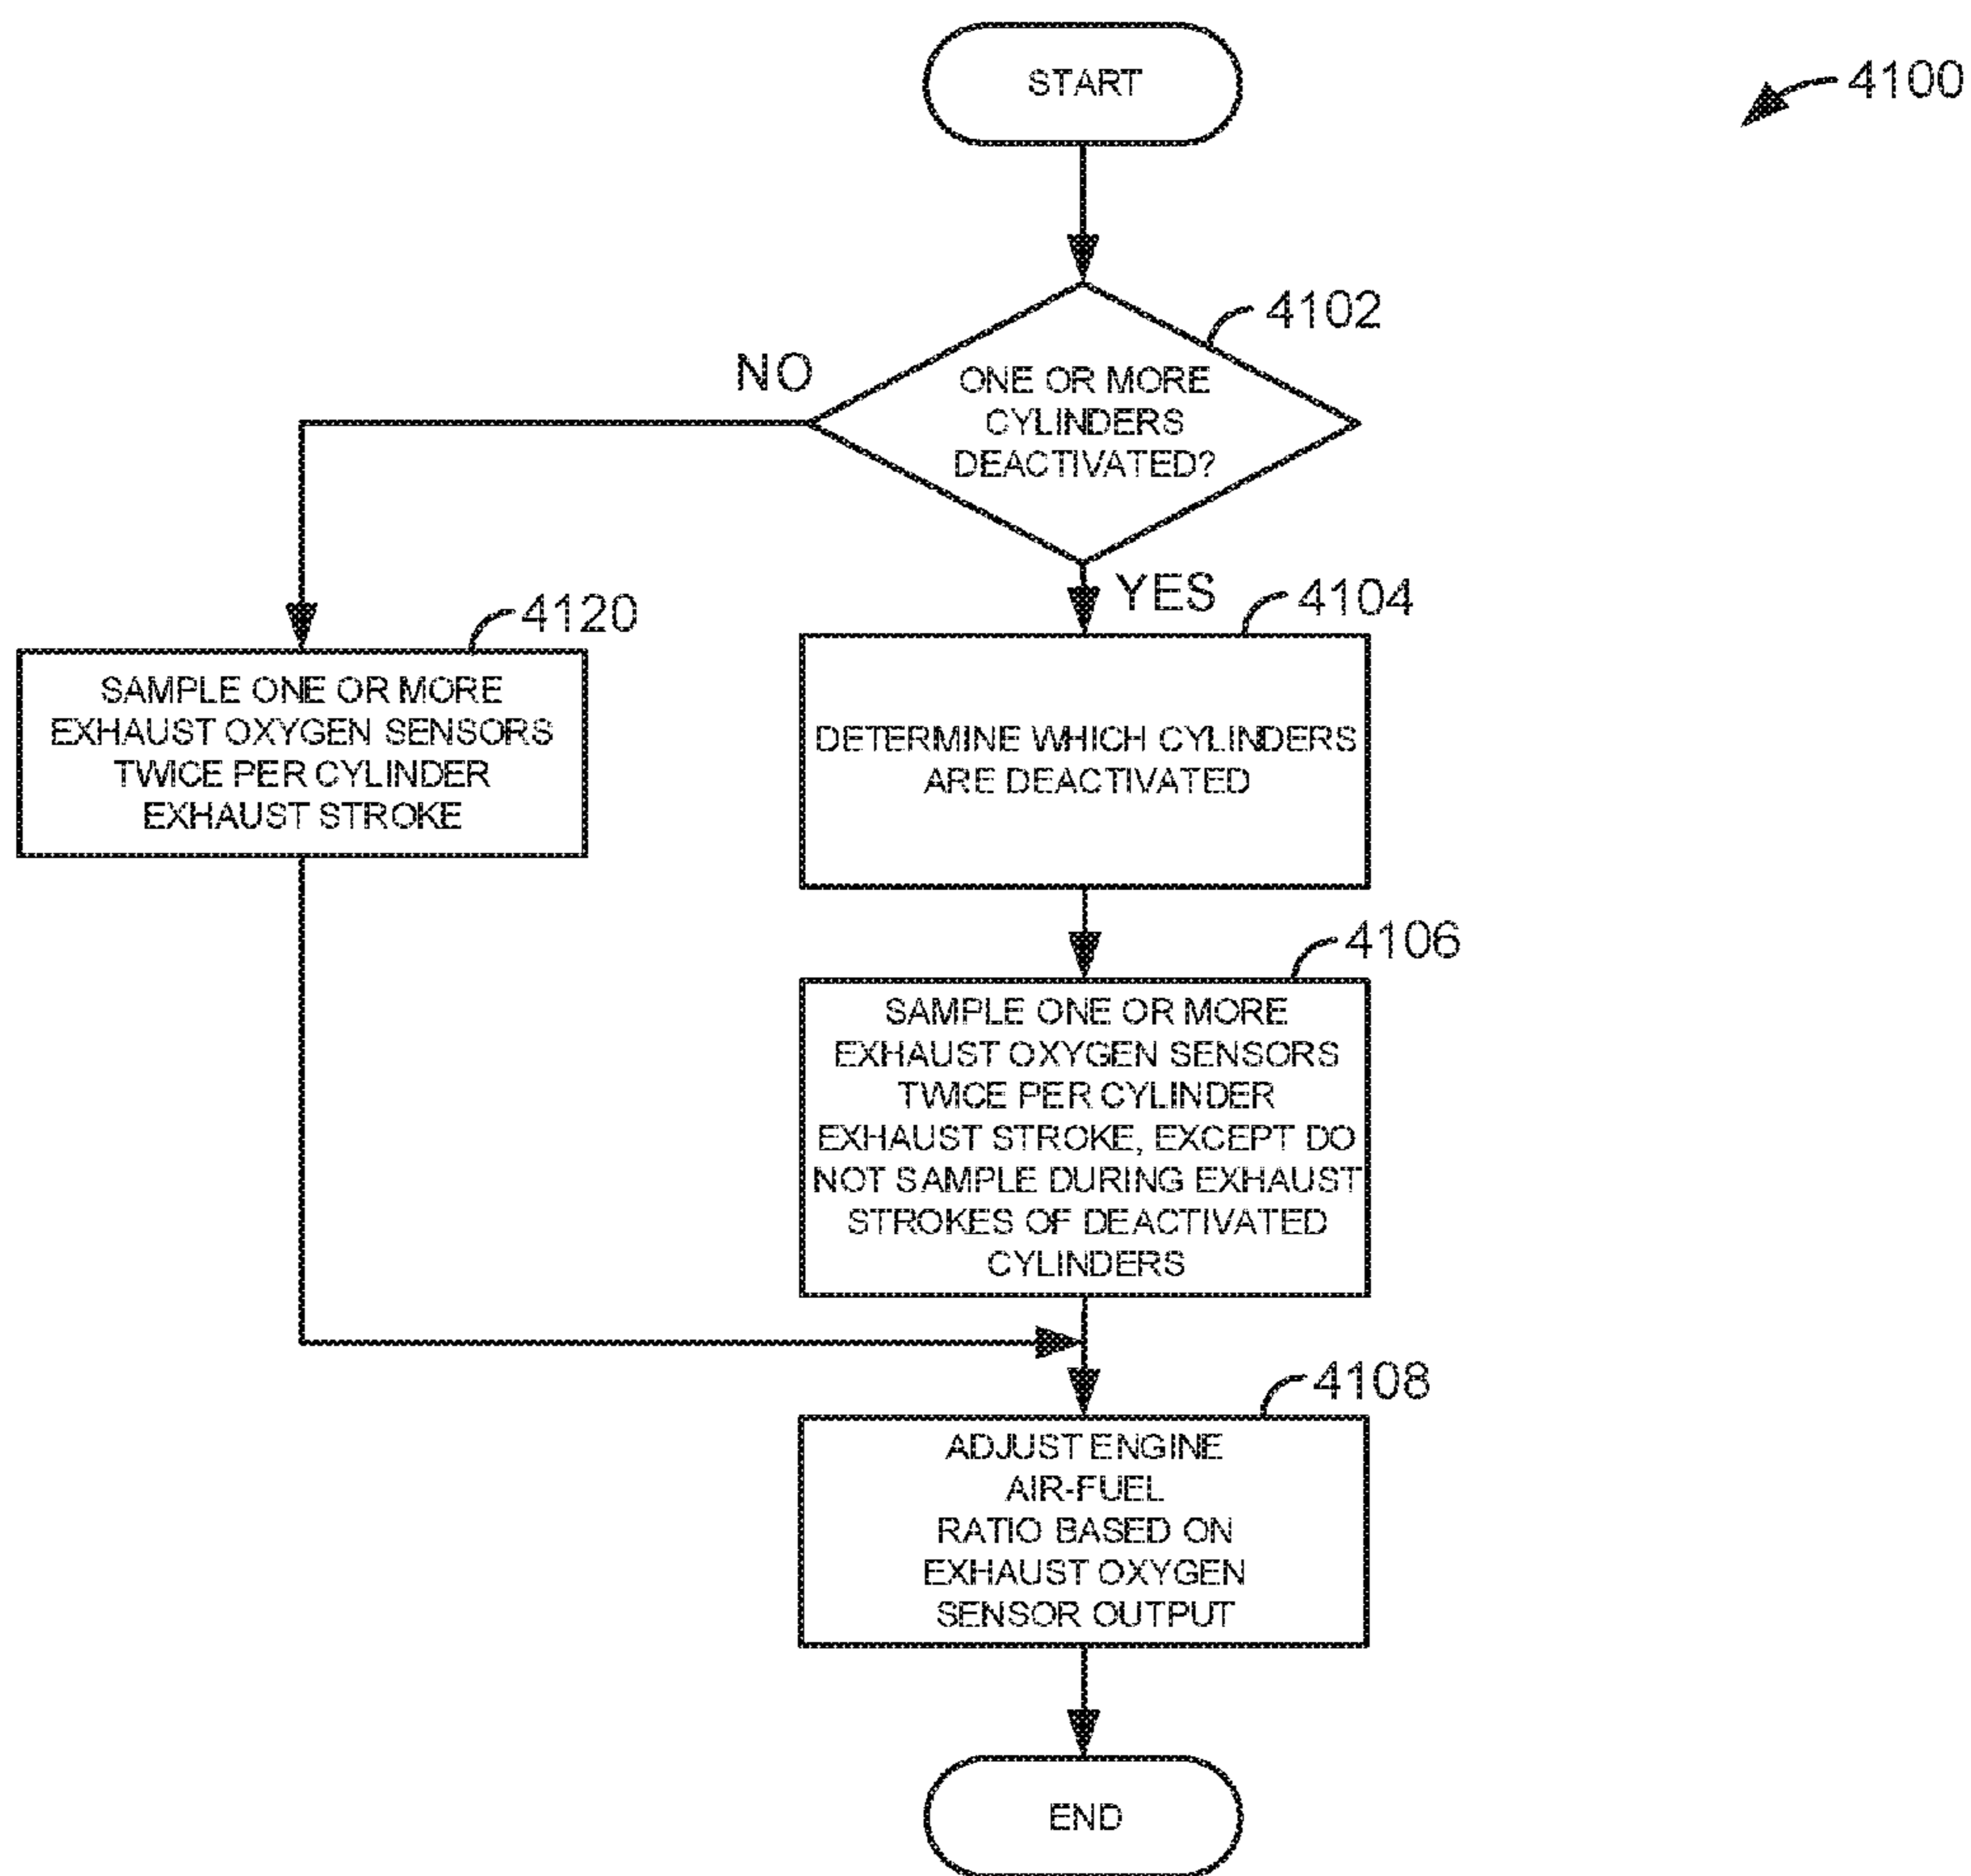 START
4100
4102
NO
ONE OR MORE
CYLINDERS
DEACTIVATED?
YES
4120
SAMPLE ONE OR MORE
EXHAUST OXYGEN SENSORS
TWICE PER CYLINDER
EXHAUST STROKE
4104
DETERMINE WHICH CYLINDERS
ARE DEACTIVATED
4106
SAMPLE ONE OR MORE
EXHAUST OXYGEN SENSORS
TWICE PER CYLINDER
EXHAUST STROKE, EXCEPT DO
NOT SAMPLE DURING EXHAUST
STROKES OF DEACTIVATED
CYLINDERS
4108
ADJUST ENGINE
AIR-FUEL
RATIO BASED ON
EXHAUST OXYGEN
SENSOR OUTPUT
END